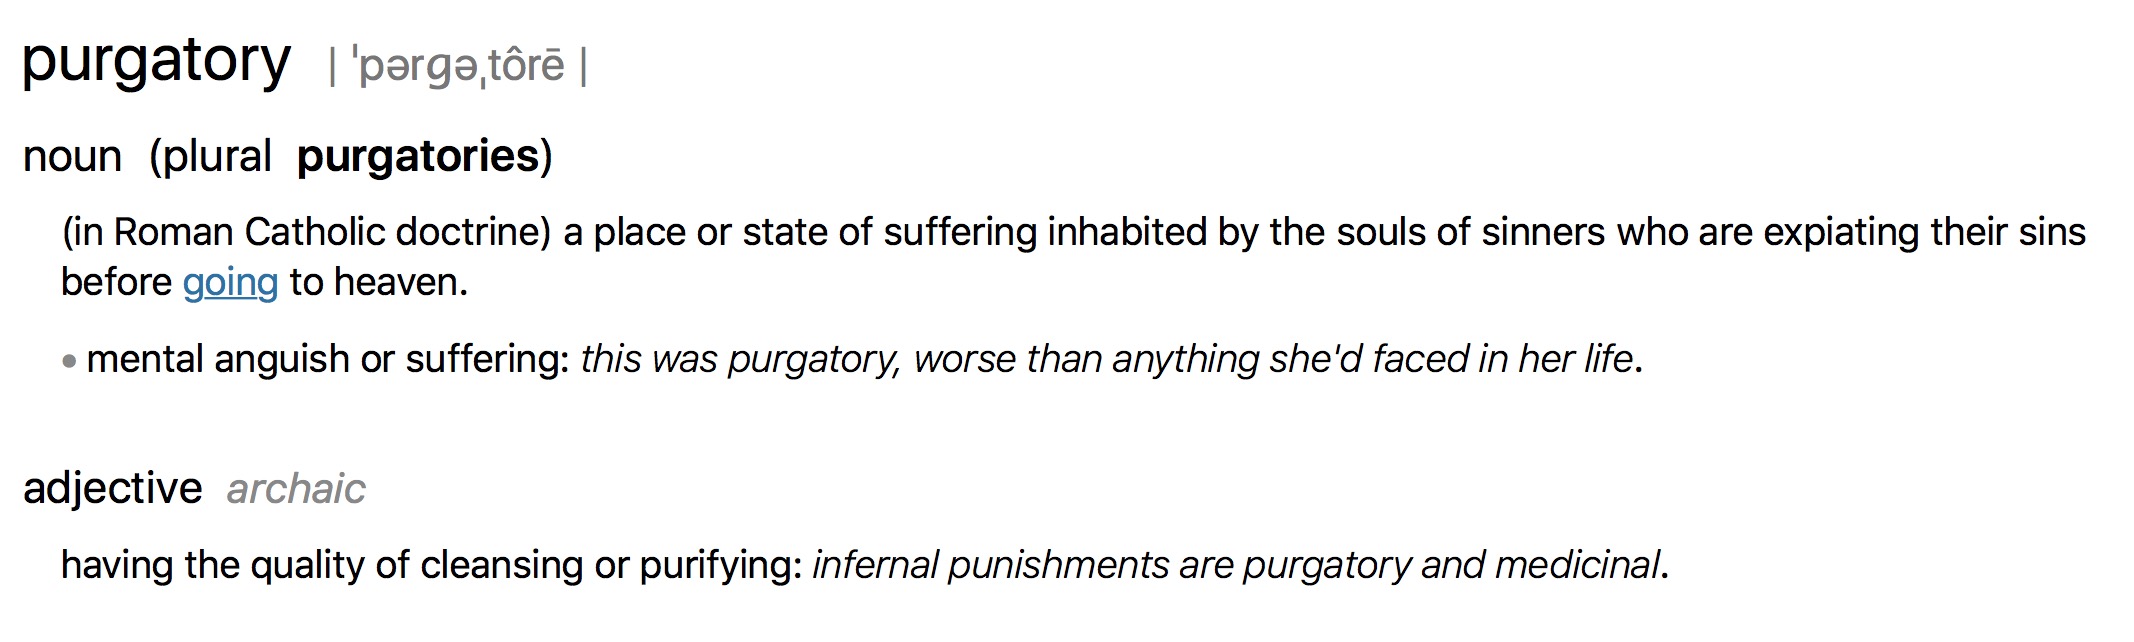 purgatory | ˈpərɡəˌtôrē |
noun (plural purgatories)
(in Roman Catholic doctrine) a place or state of suffering inhabited by the souls of sinners who are expiating their sins
before going to heaven.
• mental anguish or suffering: this was purgatory, worse than anything she'd faced in her life.
adjective archaic
having the quality of cleansing or purifying: infernal punishments are purgatory and medicinal.